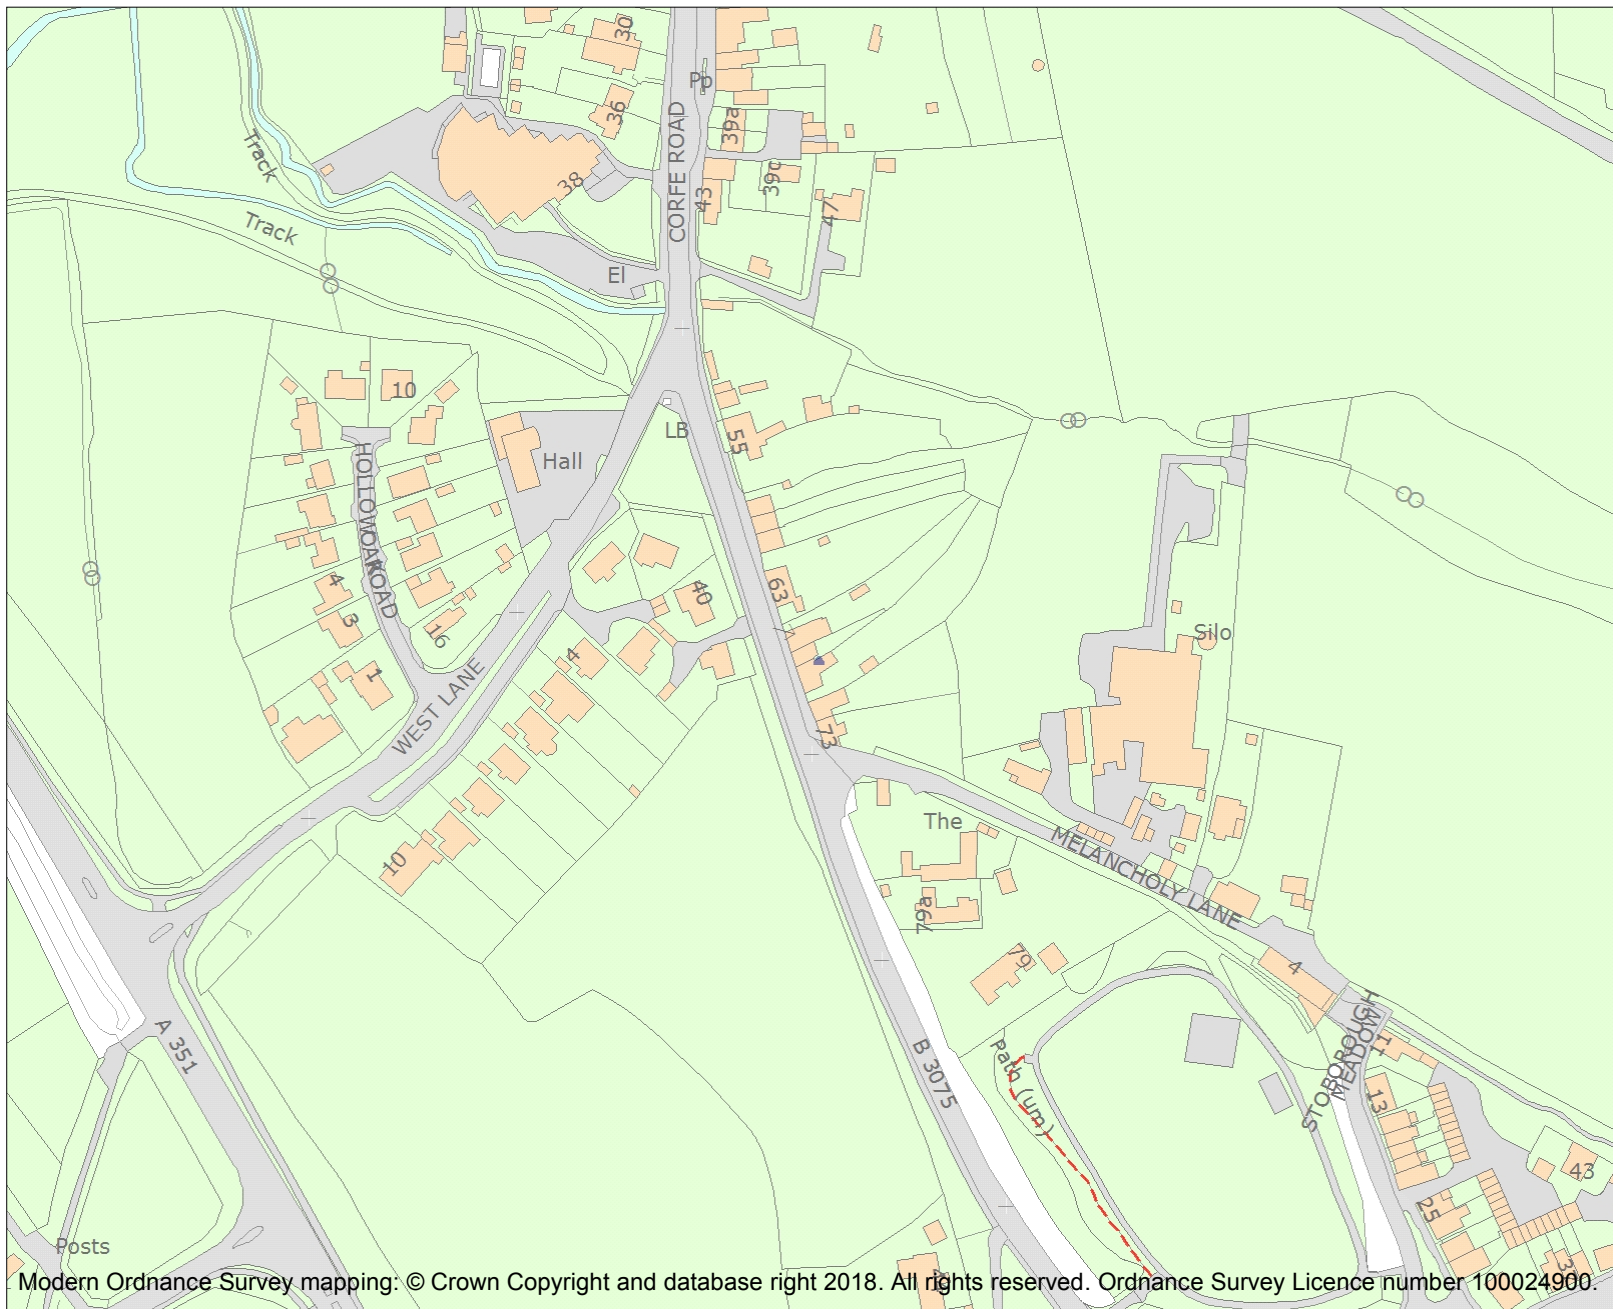 30
Pp
36
39a
CORFE ROAD
Track
38
39c
43
47
Track
El
10
LB
55
Hall
HOLLOWOAK ROAD
4
3
16
1
40
63
4
Silo
WEST LANE
73
10
The
MELANCHOLY LANE
79a
79
4
A 351
B 3075
Path (um)
STOBOROUGH
MEADOW
11
13
43
25
Posts
Modern Ordnance Survey mapping: © Crown Copyright and database right 2018. All rights reserved. Ordnance Survey Licence number 100024900.